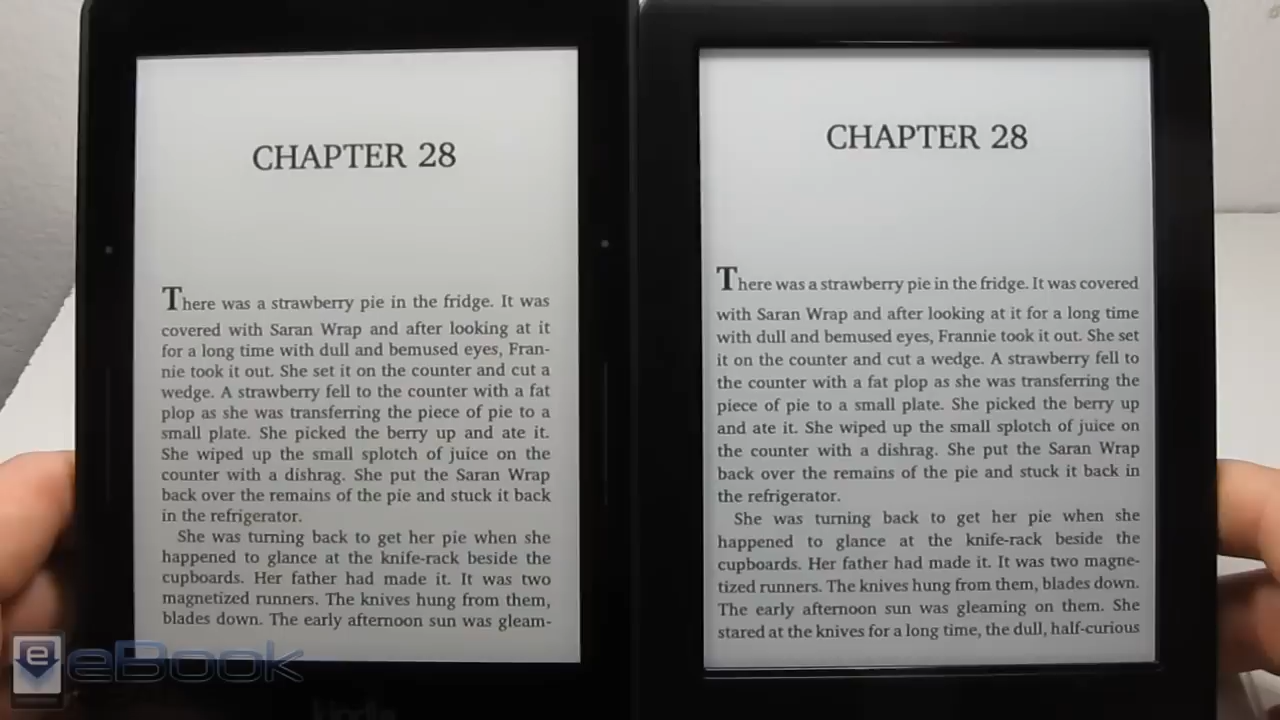 CHAPTER 28
There was a strawberry pie in the fridge. It was
covered with Saran Wrap and after looking at it
for a long time with dull and bemused eyes, Fran-
nie took it out. She set it on the counter and cut a
wedge. A strawberry fell to the counter with a fat
plop as she was transferring the piece of pie to a
small plate. She picked the berry up and ate it.
She wiped up the small splotch of juice on the
counter with a dishrag. She put the Saran Wrap
back over the remains of the pie and stuck it back
in the refrigerator.
She was turning back to get her pie when she
happened to glance at the knife-rack beside the
cupboards. Her father had made it. It was two
magnetized runners. The knives hung from them,
blades down. The early afternoon sun was gleam-
CHAPTER 28
There was a strawberry pie in the fridge. It was covered
with Saran Wrap and after looking at it for a long time
with dull and bemused eyes, Frannie took it out. She set
it on the counter and cut a wedge. A strawberry fell to
the counter with a fat plop as she was transferring the
piece of pie to a small plate. She picked the berry up
and ate it. She wiped up the small splotch of juice on
the counter with a dishrag. She put the Saran Wrap
back over the remains of the pie and stuck it back in
the refrigerator.
She was turning back to get her pie when she
happened to glance at the knife-rack beside the
cupboards. Her father had made it. It was two magne-
tized runners. The knives hung from them, blades down.
The early afternoon sun was gleaming on them. She
stared at the knives for a long time, the dull, half-curious
e eBook
kindle